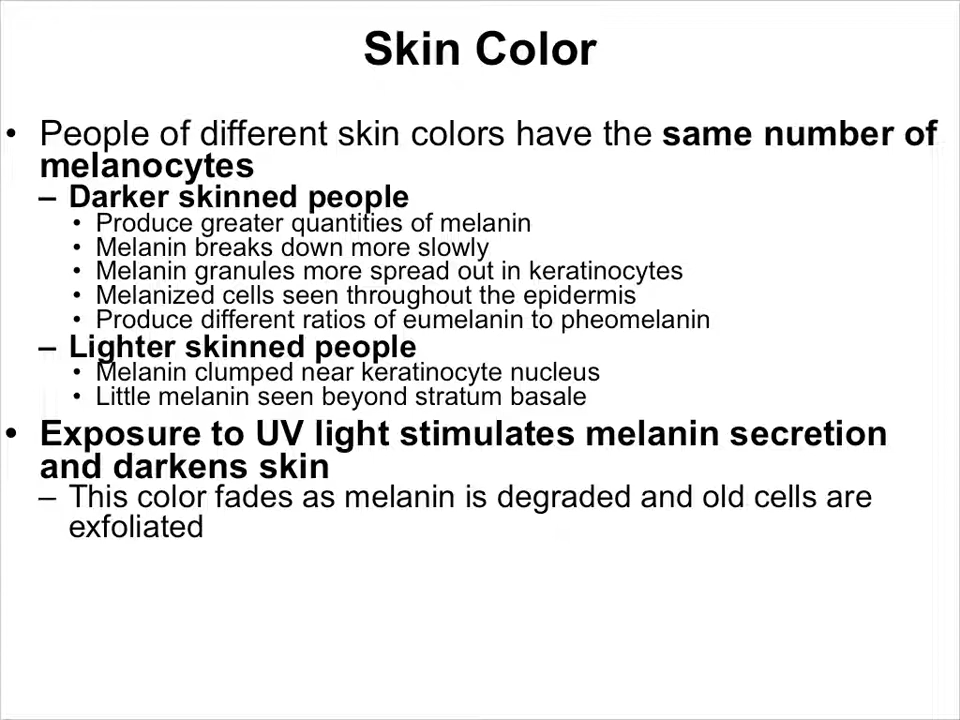 Skin Color
• People of different skin colors have the same number of
melanocytes
– Darker skinned people
• Produce greater quantities of melanin
• Melanin breaks down more slowly
• Melanin granules more spread out in keratinocytes
• Melanized cells seen throughout the epidermis
• Produce different ratios of eumelanin to pheomelanin
– Lighter skinned people
• Melanin clumped near keratinocyte nucleus
• Little melanin seen beyond stratum basale
• Exposure to UV light stimulates melanin secretion
and darkens skin
– This color fades as melanin is degraded and old cells are
exfoliated